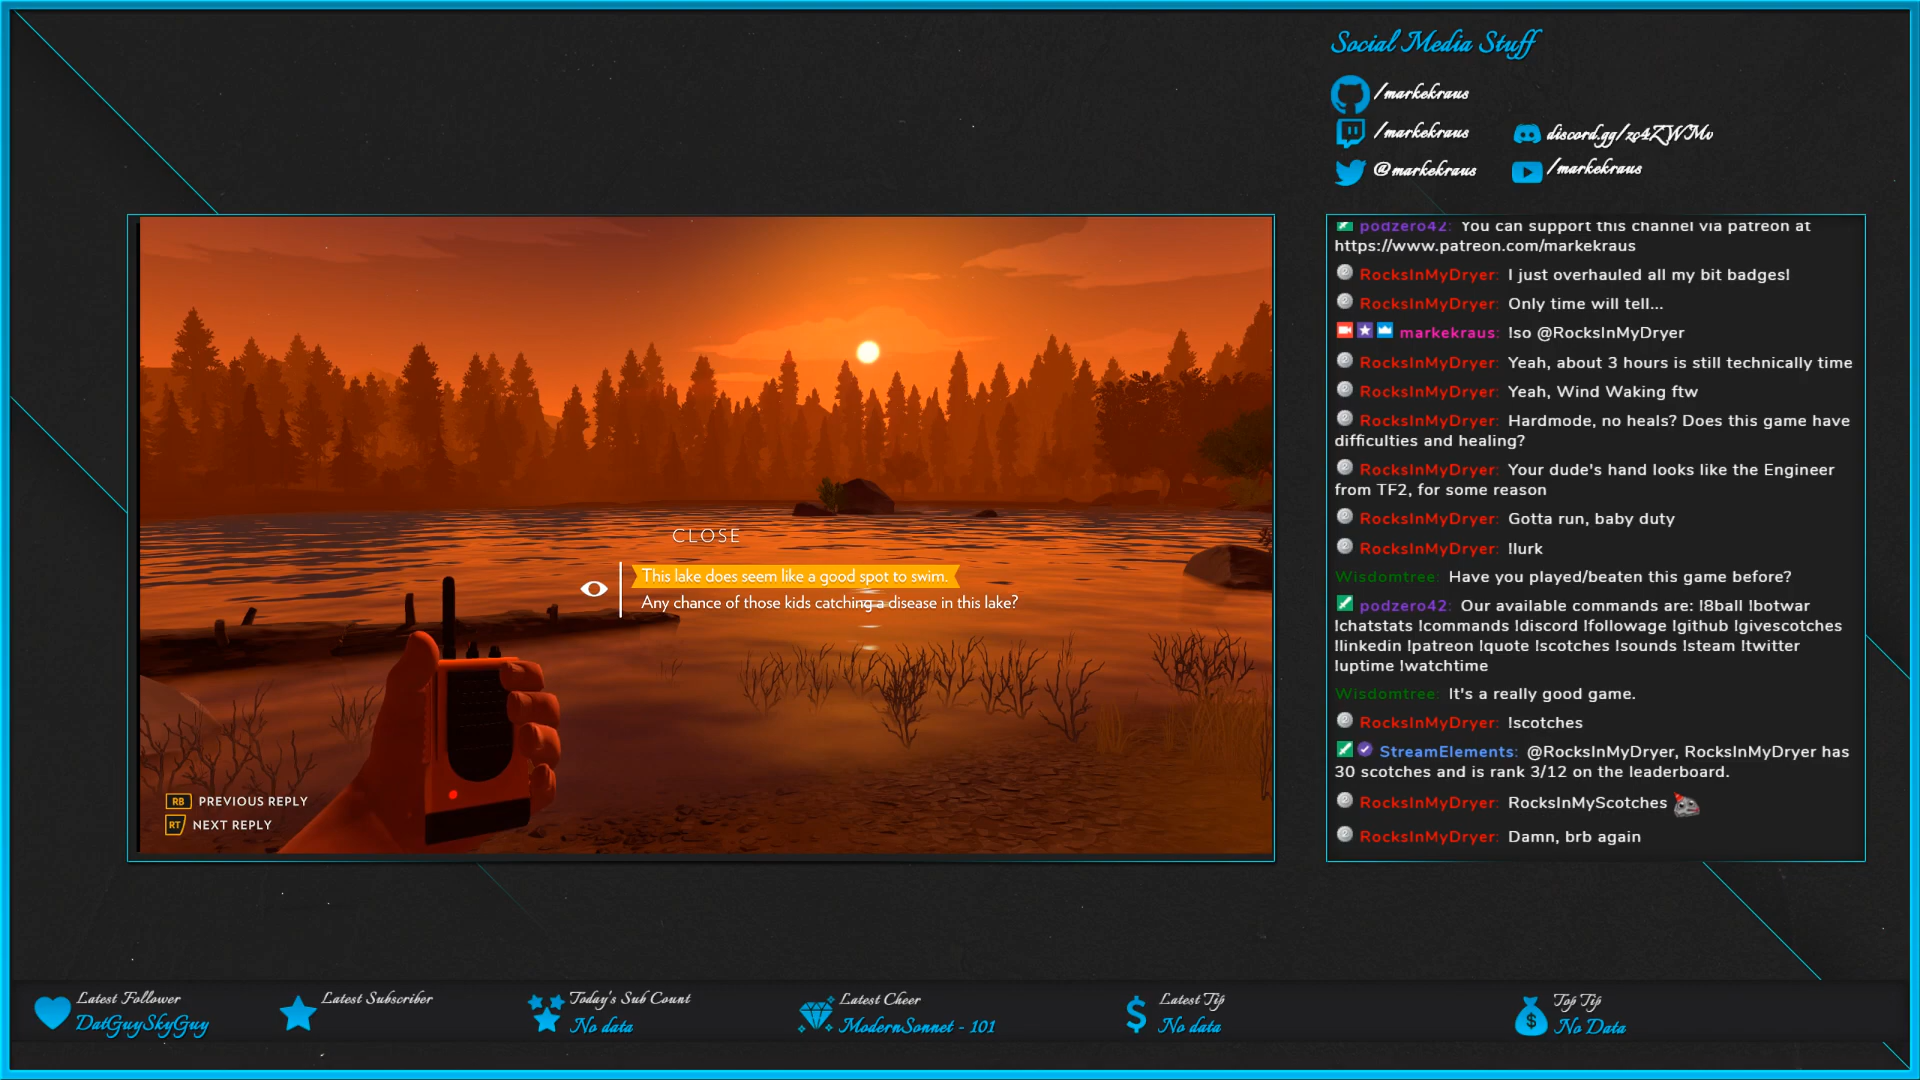 Social Media Stuff
/markekraus
/markekraus
discord.gg/zc4ZWMv
@markekraus
/markekraus
podzero42: You can support this channel via patreon at
https://www.patreon.com/markekraus
RocksInMyDryer: I just overhauled all my bit badges!
RocksInMyDryer: Only time will tell...
markekraus: !so @RocksInMyDryer
RocksInMyDryer: Yeah, about 3 hours is still technically time
RocksInMyDryer: Yeah, Wind Waking ftw
RocksInMyDryer: Hardmode, no heals? Does this game have
difficulties and healing?
RocksInMyDryer: Your dude's hand looks like the Engineer
from TF2, for some reason
RocksInMyDryer: Gotta run, baby duty
RocksInMyDryer: !lurk
Wisdomtree: Have you played/beaten this game before?
podzero42: Our available commands are: !8ball !botwar
!chatstats !commands !discord !followage !github !givescotches
!linkedin !patreon !quote !scotches !sounds !steam !twitter
!uptime !watchtime
Wisdomtree: It's a really good game.
RocksInMyDryer: !scotches
StreamElements: @RocksInMyDryer, RocksInMyDryer has
30 scotches and is rank 3/12 on the leaderboard.
RocksInMyDryer: RocksInMyScotches
RocksInMyDryer: Damn, brb again
CLOSE
This lake does seem like a good spot to swim.
Any chance of those kids catching a disease in this lake?
RB PREVIOUS REPLY
RT NEXT REPLY
Latest Follower
DatGuySkyGuy
Latest Subscriber
Today's Sub Count
No data
Latest Cheer
ModernSonnet - 101
Latest Tip
No data
Top Tip
No Data